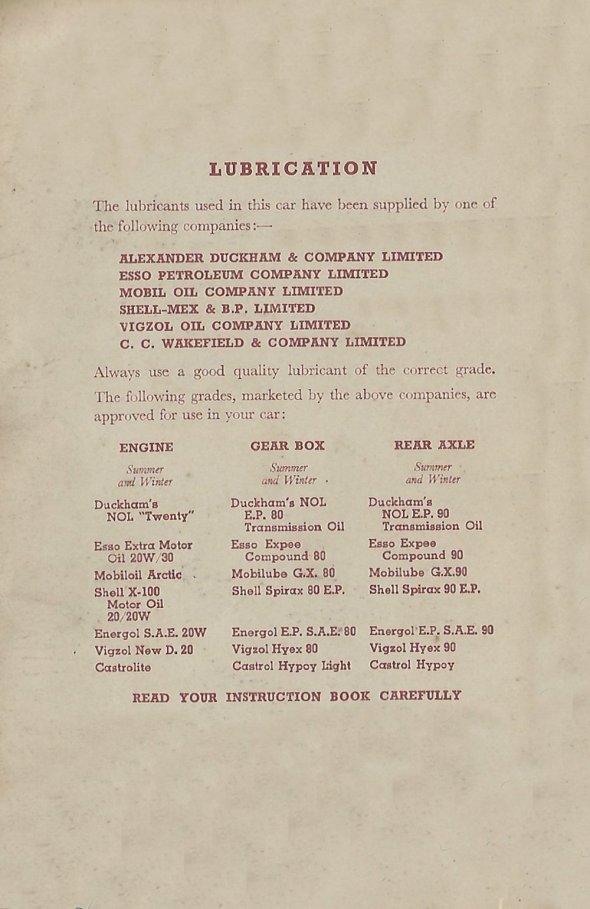 LUBRICATION
The lubricants used in this car have been supplied by one of
the following companies:—
ALEXANDER DUCKHAM & COMPANY LIMITED
ESSO PETROLEUM COMPANY LIMITED
MOBIL OIL COMPANY LIMITED
SHELL-MEX & B.P. LIMITED
VIGZOL OIL COMPANY LIMITED
C. C. WAKEFIELD & COMPANY LIMITED
Always use a good quality lubricant of the correct grade.
The following grades, marketed by the above companies, are
approved for use in your car:
ENGINE GEAR BOX REAR AXLE
Summer Summer Summer
and Winter and Winter and Winter
Duckham's Duckham's NOL Duckham's
NOL "Twenty" E.P. 80 NOL E.P. 90
Transmission Oil Transmission Oil
Esso Extra Motor Esso Expee Esso Expee
Oil 20W/30 Compound 80 Compound 90
Mobiloil Arctic Mobilube G.X. 80 Mobilube G.X.90
Shell X-100 Shell Spirax 80 E.P. Shell Spirax 90 E.P.
Motor Oil
20/20W
Energol S.A.E. 20W Energol E.P. S.A.E. 80 Energol E.P. S.A.E. 90
Vigzol New D. 20 Vigzol Hyex 80 Vigzol Hyex 90
Castrolite Castrol Hypoy Light Castrol Hypoy
READ YOUR INSTRUCTION BOOK CAREFULLY